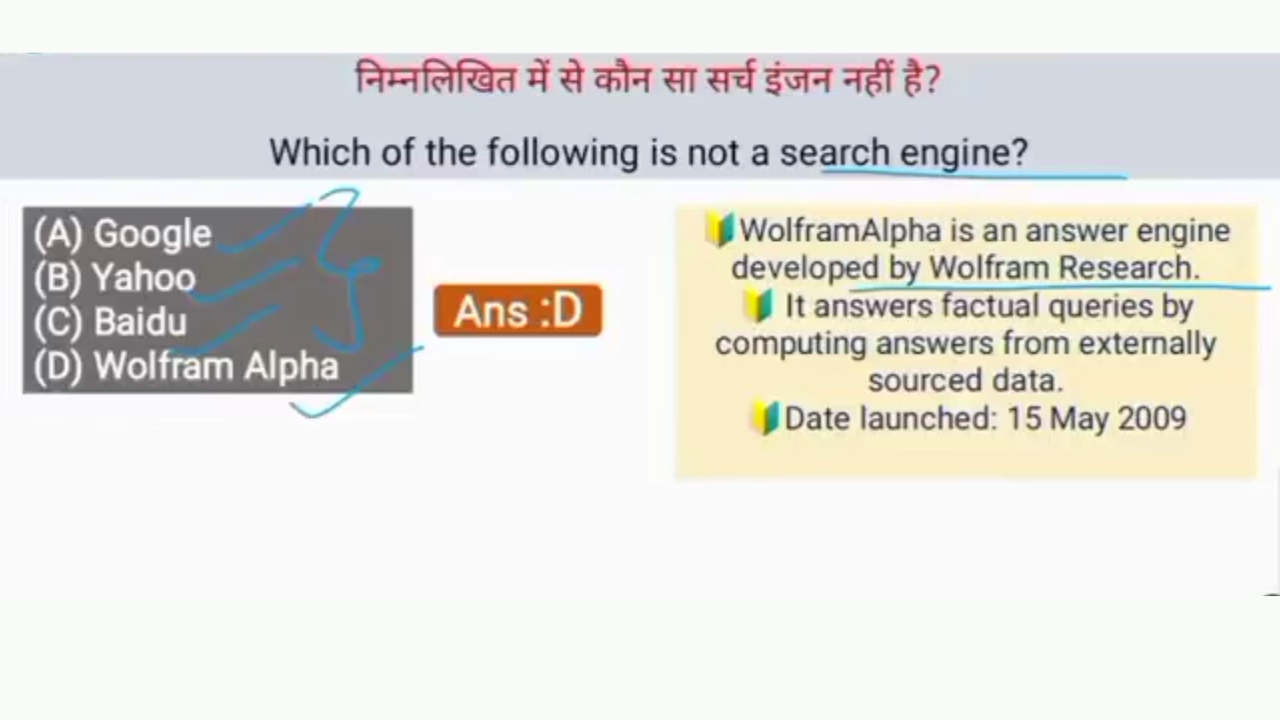 निम्नलिखित में से कौन सा सर्च इंजन नहीं है?
Which of the following is not a search engine?
(A) Google
(B) Yahoo
(C) Baidu
(D) Wolfram Alpha
Ans :D
WolframAlpha is an answer engine
developed by Wolfram Research.
It answers factual queries by
computing answers from externally
sourced data.
Date launched: 15 May 2009